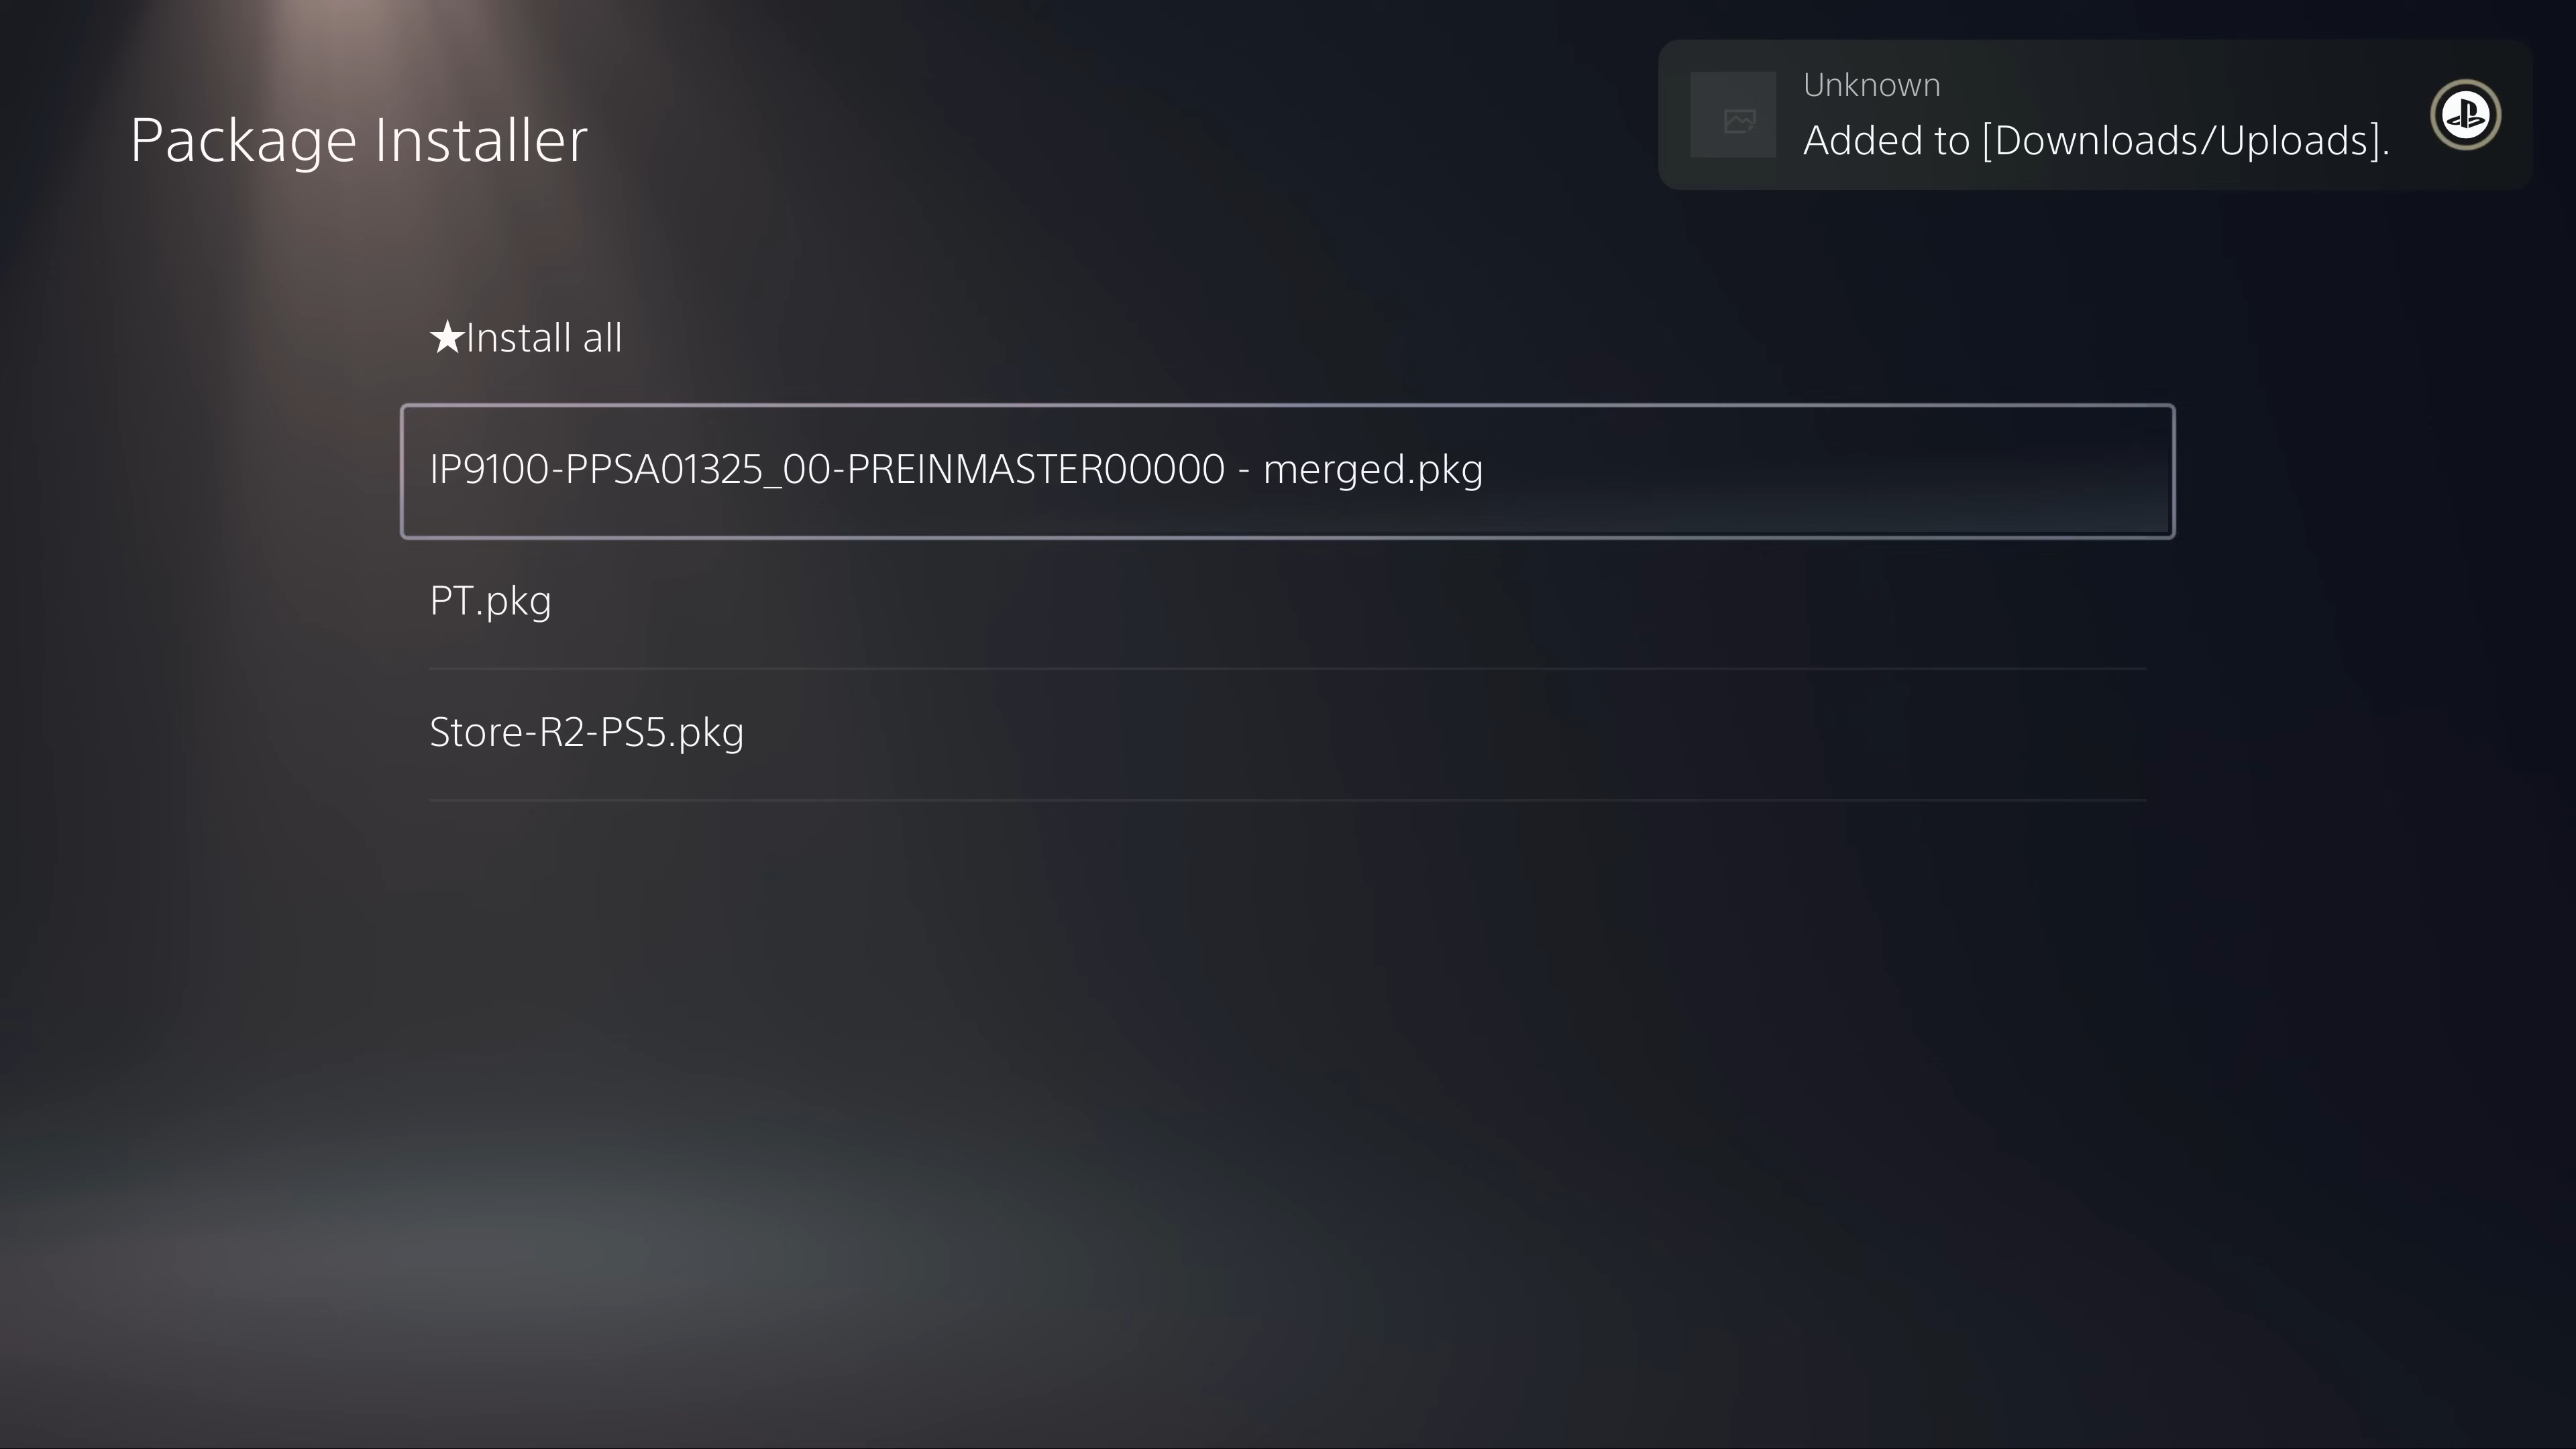 Package Installer
Unknown
Added to [Downloads/Uploads].
★Install all
IP9100-PPSA01325_00-PREINMASTER00000 - merged.pkg
PT.pkg
Store-R2-PS5.pkg